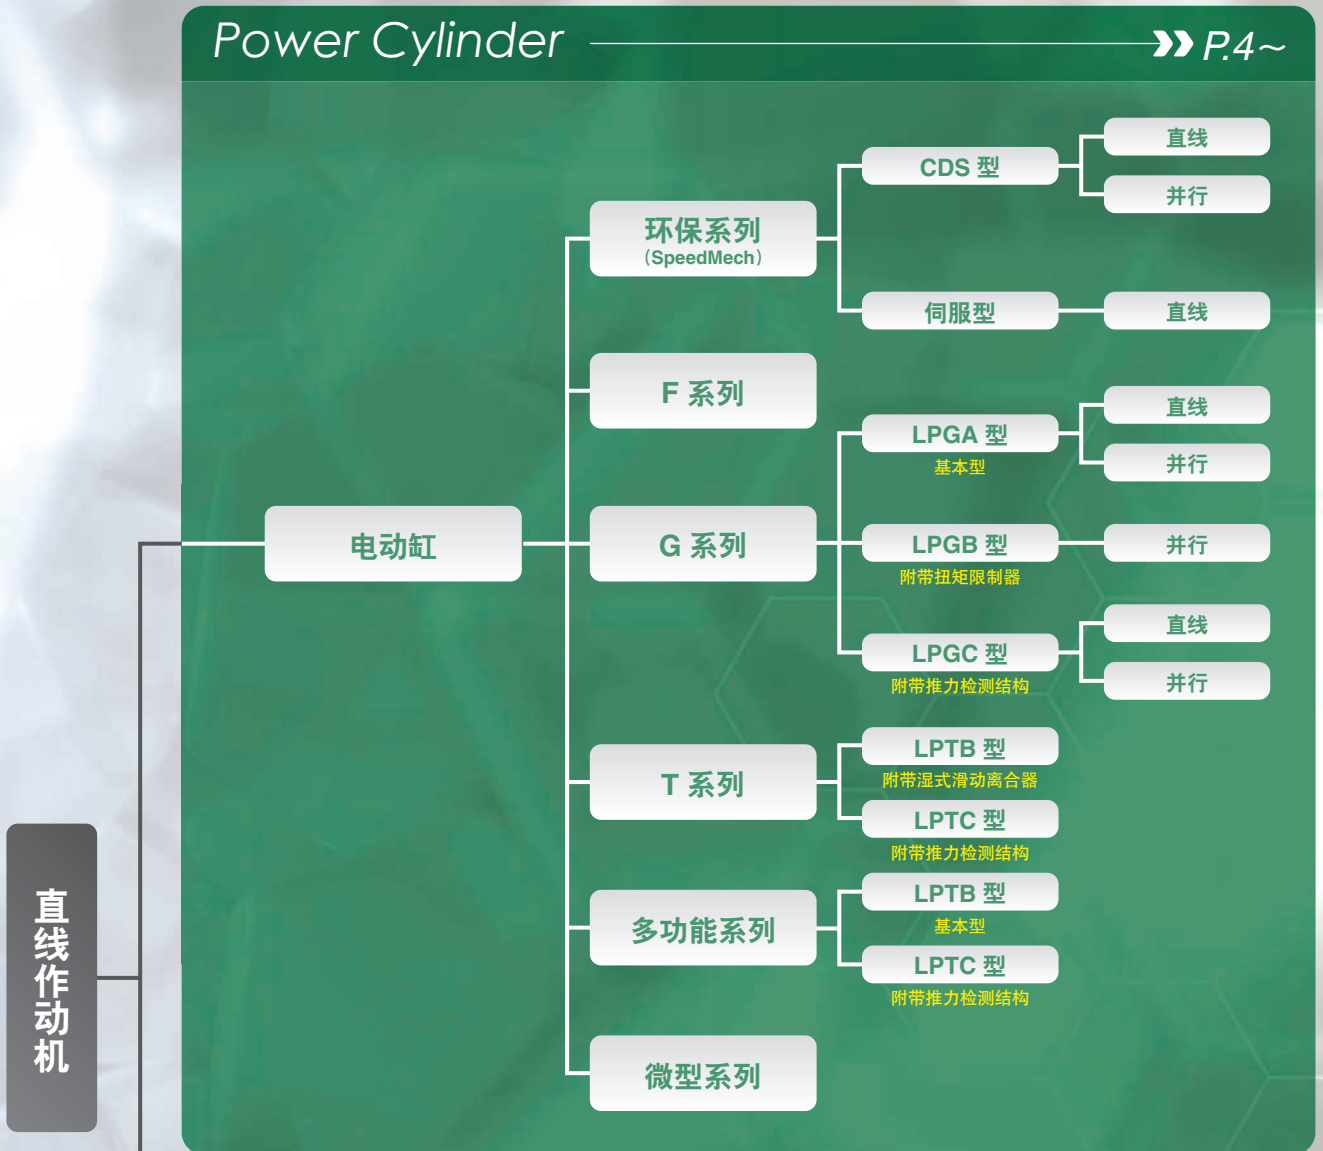 Power Cylinder
P.4~
直线作动机
电动缸
环保系列
(SpeedMech)
CDS 型
直线
并行
伺服型
直线
F 系列
G 系列
LPGA 型
基本型
直线
并行
LPGB 型
附带扭矩限制器
并行
LPGC 型
附带推力检测结构
直线
并行
T 系列
LPTB 型
附带湿式滑动离合器
LPTC 型
附带推力检测结构
多功能系列
LPTB 型
基本型
LPTC 型
附带推力检测结构
微型系列